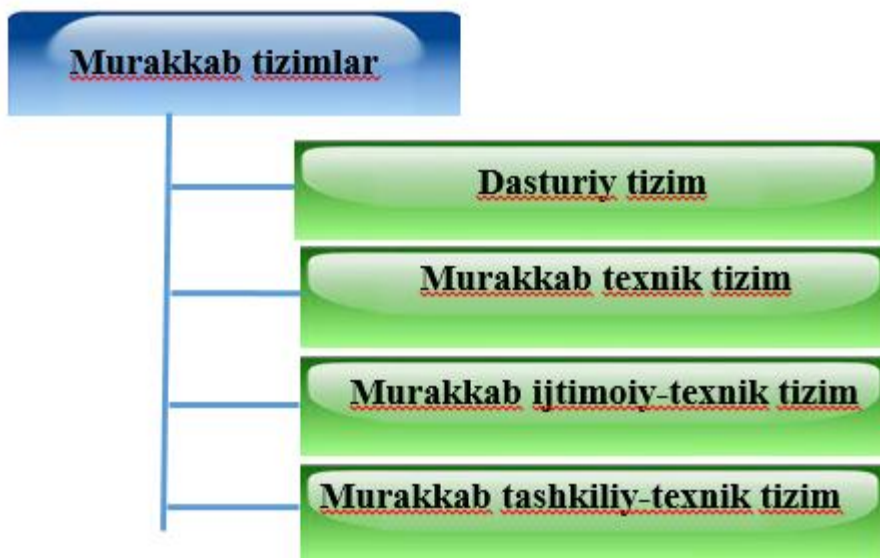 Murakkab tizimlar
Dasturiy tizim
Murakkab texnik tizim
Murakkab ijtimoiy-texnik tizim
Murakkab tashkiliy-texnik tizim